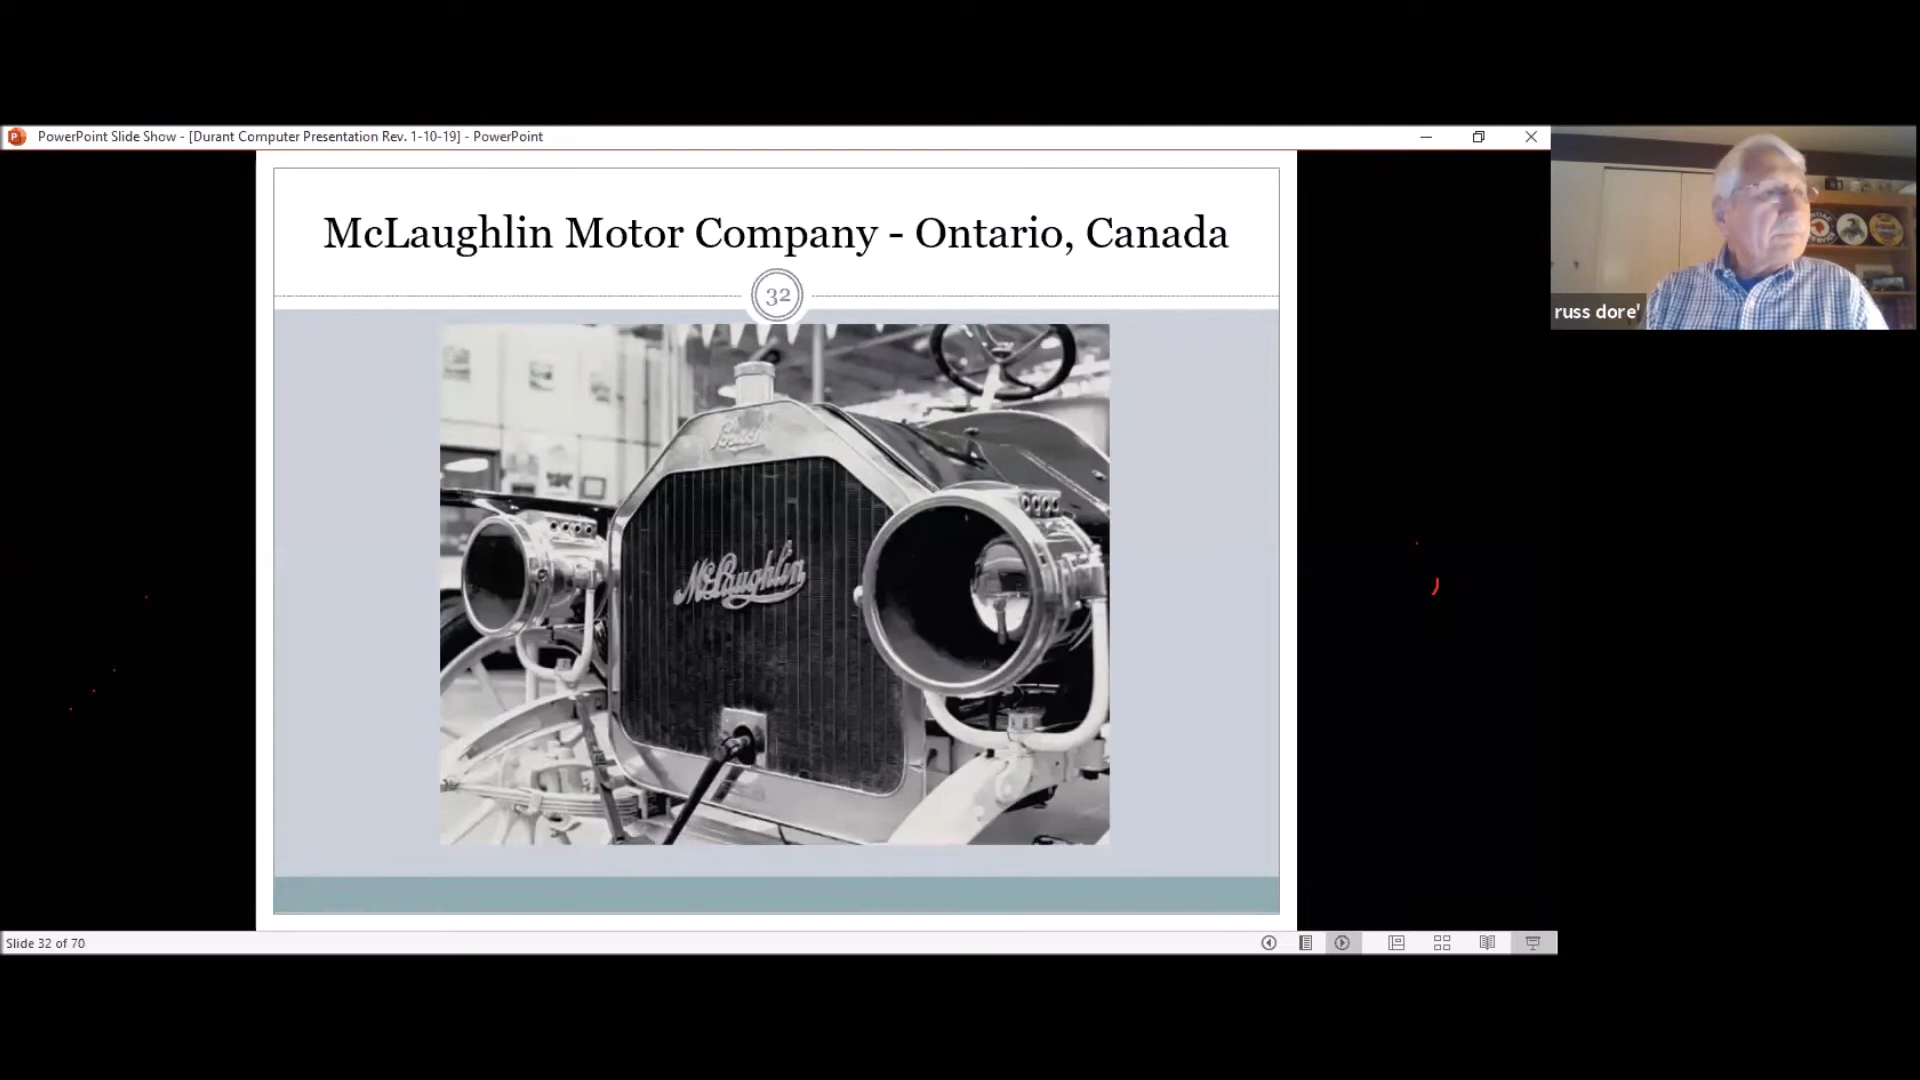 PowerPoint Slide Show - [Durant Computer Presentation Rev. 1-10-19] - PowerPoint
McLaughlin Motor Company - Ontario, Canada
32
McLaughlin
russ dore'
Slide 32 of 70